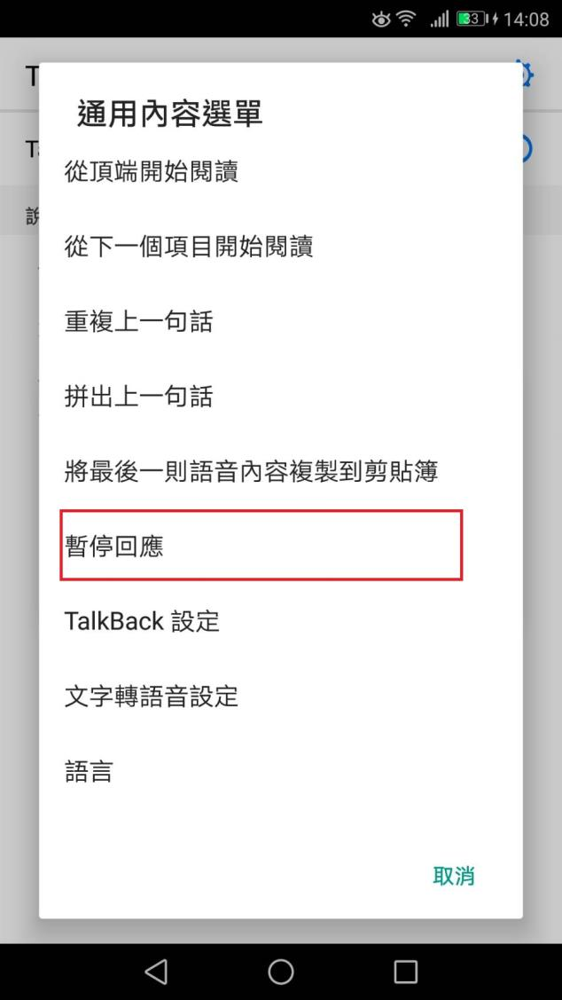 33 14:08
T
通用內容選單
Ta
從頂端開始閱讀
說
從下一個項目開始閱讀
重複上一句話
拼出上一句話
將最後一則語音內容複製到剪貼簿
暫停回應
TalkBack 設定
文字轉語音設定
語言
取消